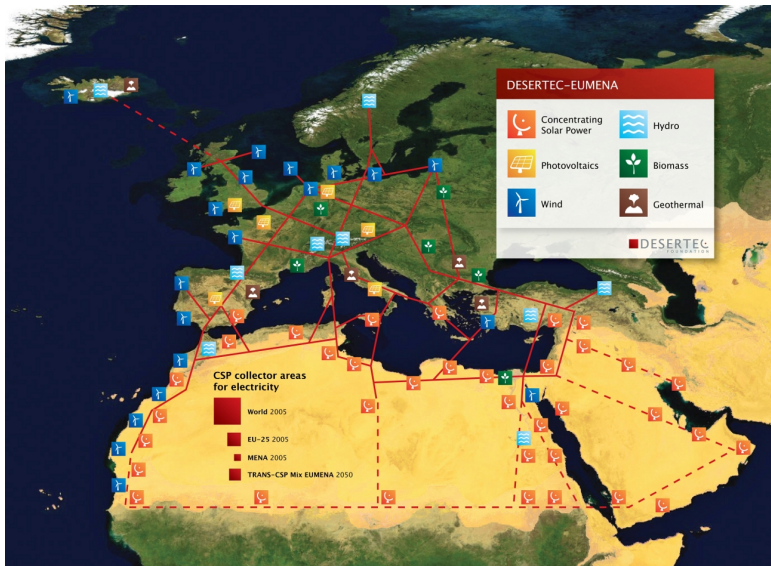 DESERTEC-EUMENA
Concentrating
Solar Power
Hydro
Photovoltaics
Biomass
Wind
Geothermal
DESERTEC
FOUNDATION
CSP collector areas
for electricity
World 2005
EU-25 2005
MENA 2005
TRANS-CSP Mix EUMENA 2050